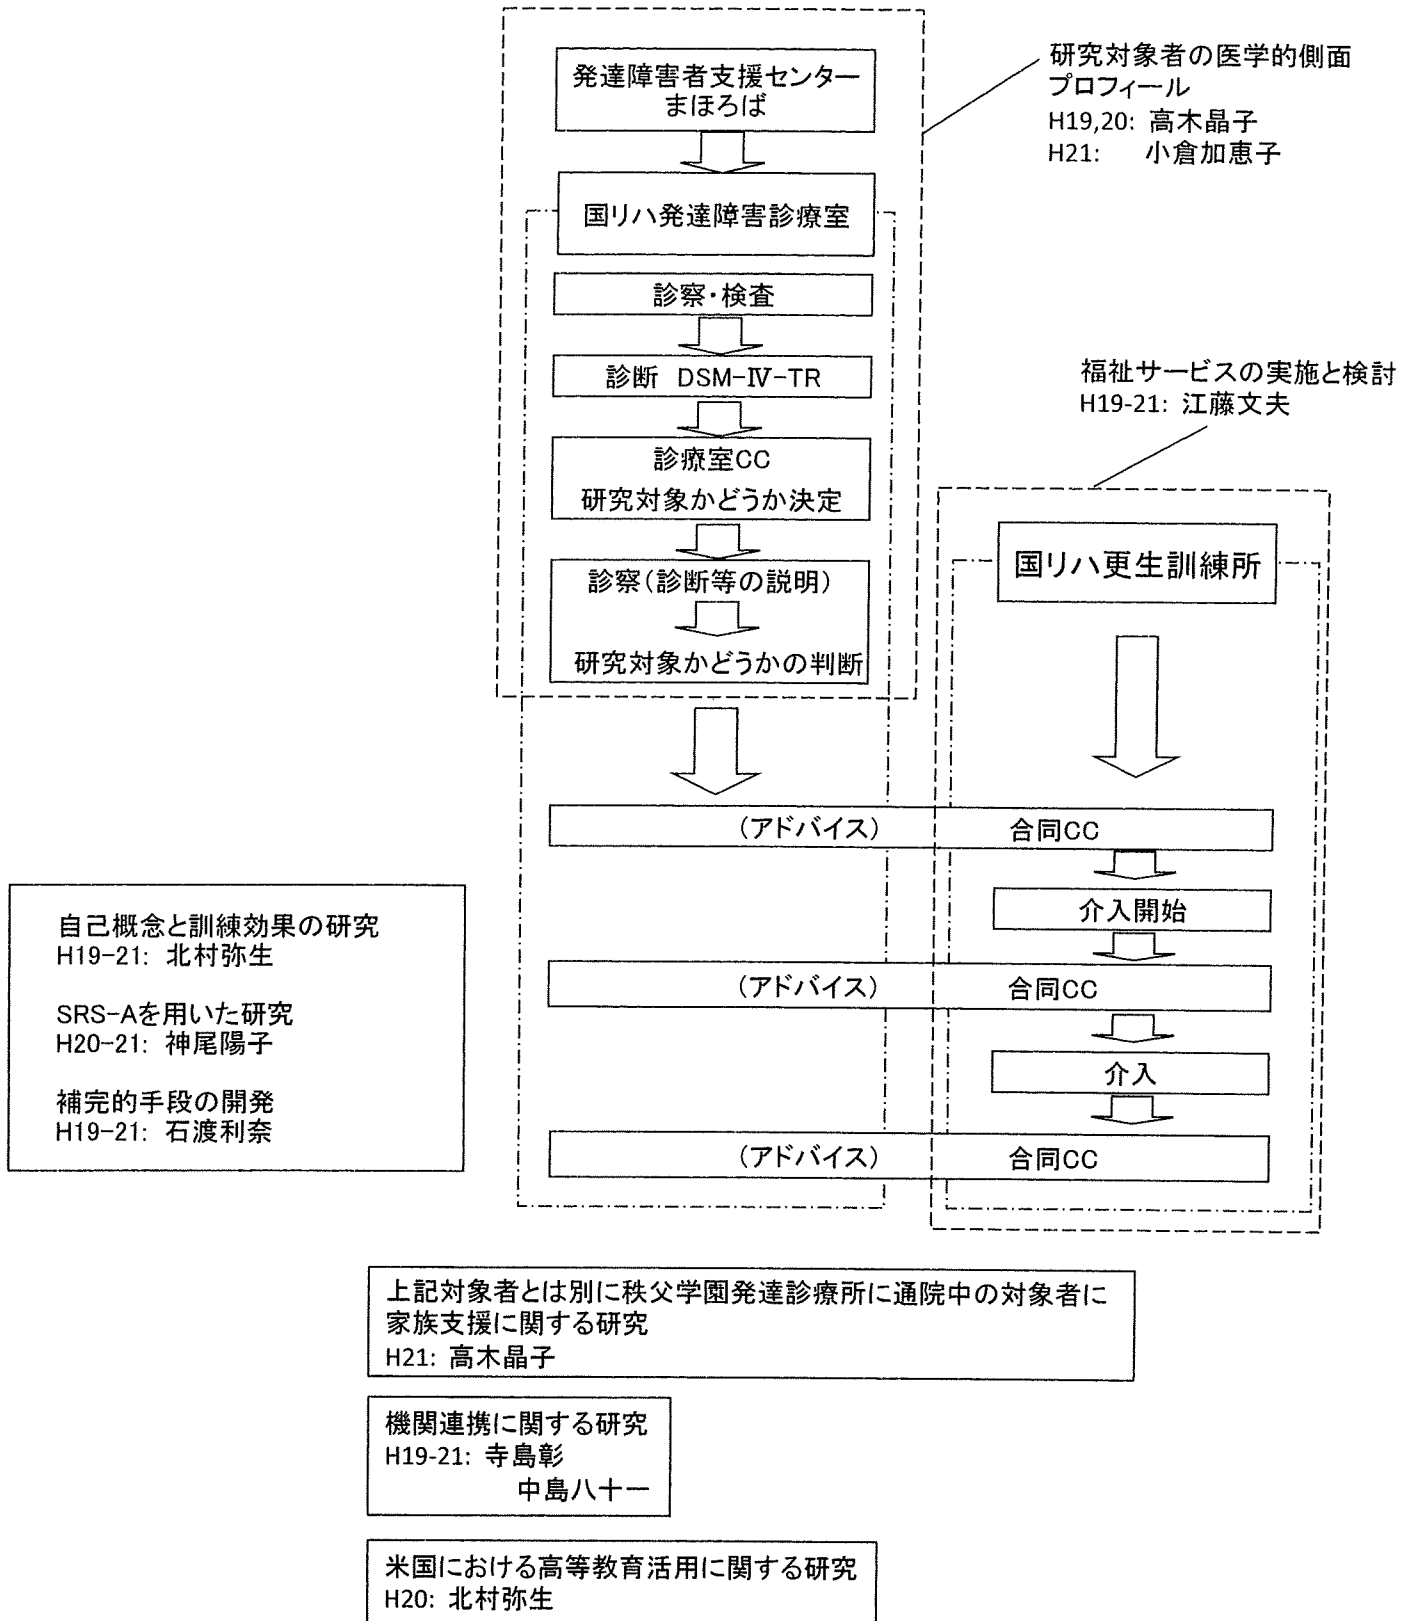 発達障害者支援センター
まほろば
研究対象者の医学的側面
プロフィール
H19,20: 高木晶子
H21: 小倉加恵子
国リハ発達障害診療室
診察・検査
診断 DSM-Ⅳ-TR
診療室CC
研究対象かどうか決定
診察(診断等の説明)
研究対象かどうかの判断
福祉サービスの実施と検討
H19-21: 江藤文夫
国リハ更生訓練所
(アドバイス) 合同CC
介入開始
(アドバイス) 合同CC
介入
(アドバイス) 合同CC
自己概念と訓練効果の研究
H19-21: 北村弥生
SRS-Aを用いた研究
H20-21: 神尾陽子
補完的手段の開発
H19-21: 石渡利奈
上記対象者とは別に秩父学園発達診療所に通院中の対象者に
家族支援に関する研究
H21: 高木晶子
機関連携に関する研究
H19-21: 寺島彰
中島八十一
米国における高等教育活用に関する研究
H20: 北村弥生